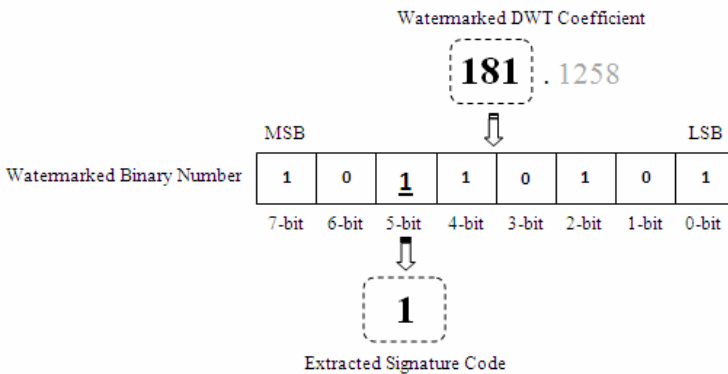 Watermarked DWT Coefficient
181 . 1258
MSB LSB
Watermarked Binary Number 1 0 1 1 0 1 0 1
7-bit 6-bit 5-bit 4-bit 3-bit 2-bit 1-bit 0-bit
1
Extracted Signature Code